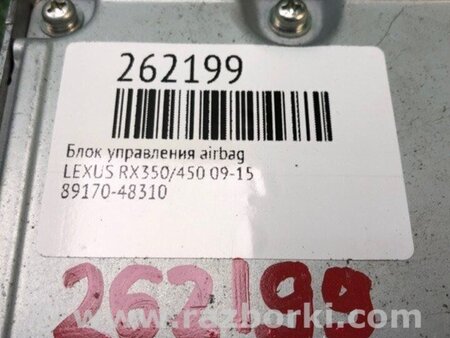 262199
Блок управления airbag
LEXUS RX350/450 09-15
89170-48310
262199
www.razborki.com